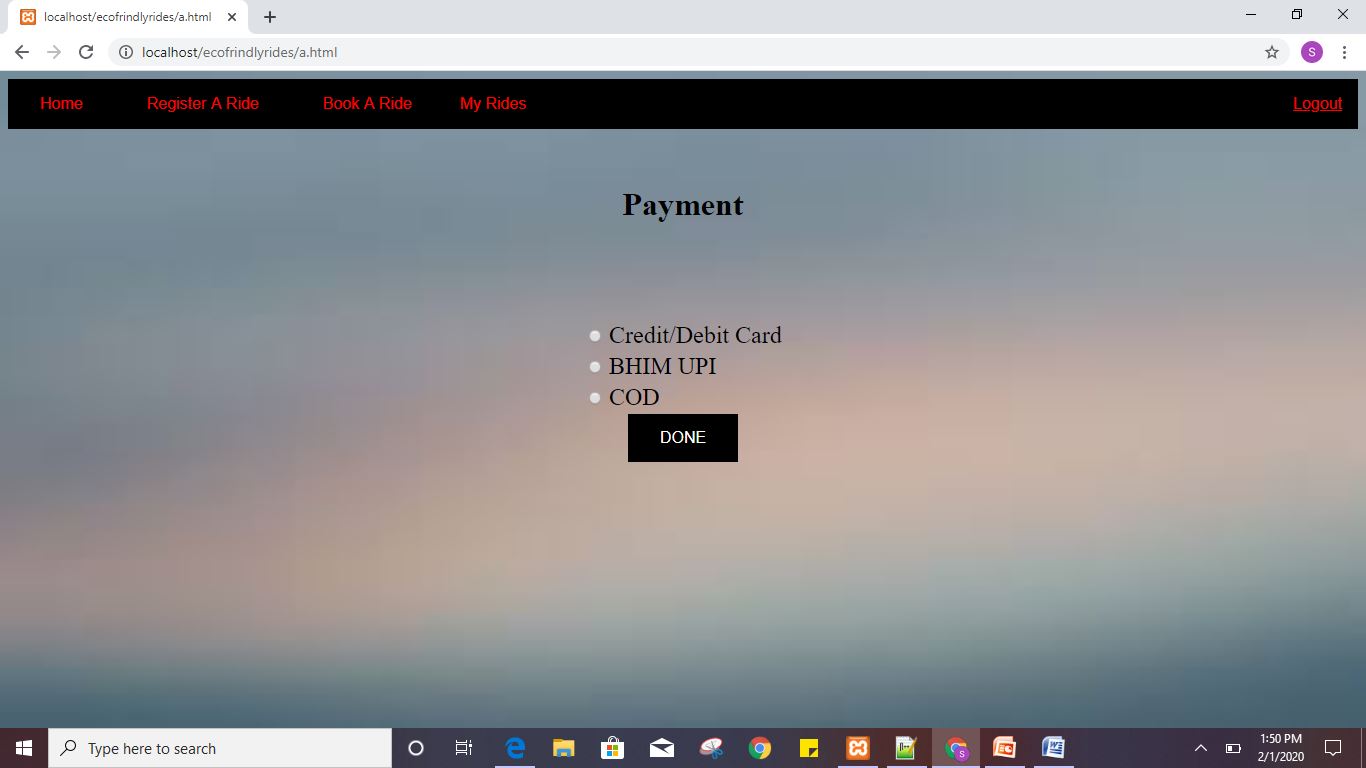 localhost/ecofrindlyrides/a.html
localhost/ecofrindlyrides/a.html
S
Home Register A Ride Book A Ride My Rides Logout
Payment
Credit/Debit Card
BHIM UPI
COD
DONE
Type here to search
1:50 PM
2/1/2020